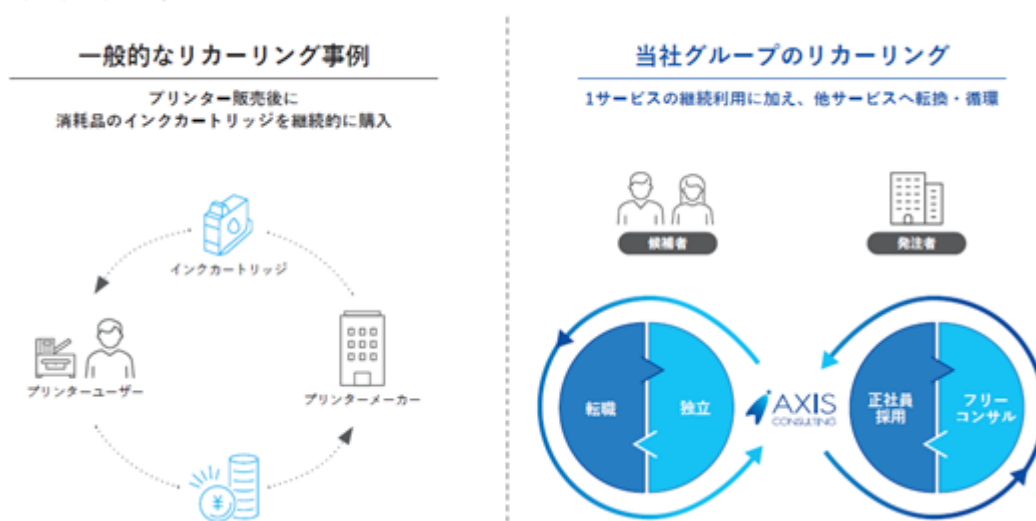 一般的なリカーリング事例
プリンター販売後に
消耗品のインクカートリッジを継続的に購入
インクカートリッジ
プリンターユーザー
プリンターメーカー
¥
当社グループのリカーリング
1サービスの継続利用に加え、他サービスへ転換・循環
候補者
発注者
転職
独立
AXIS
CONSULTING
正社員
採用
フリー
コンサル